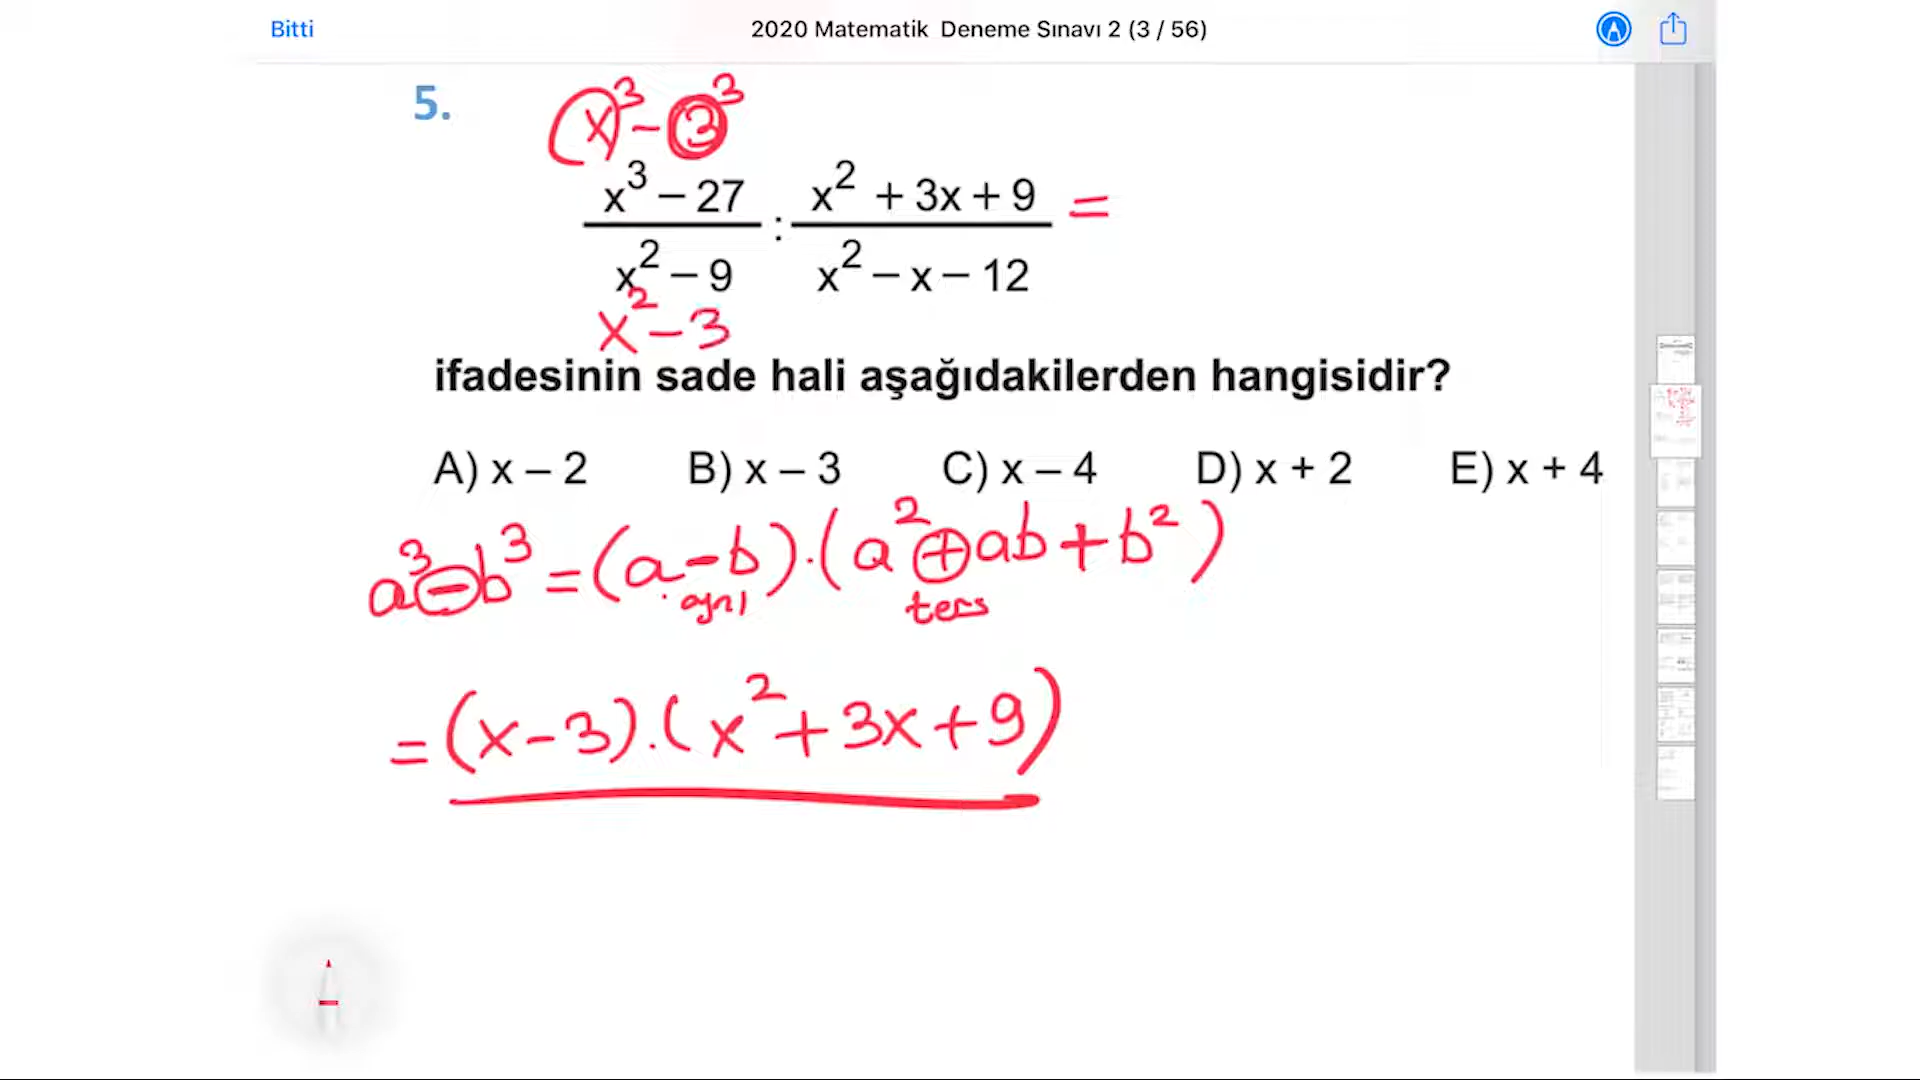 Bitti
2020 Matematik Deneme Sınavı 2 (3 / 56)
5.
(x)³ - 3³
x³ – 27 / x² – 9 : x² + 3x + 9 / x² – x – 12 =
x² - 3
ifadesinin sade hali aşağıdakilerden hangisidir?
A) x – 2 B) x – 3 C) x – 4 D) x + 2 E) x + 4
a³ - b³ = (a - b).(a² + ab + b²)
aynı ters
= (x - 3).(x² + 3x + 9)